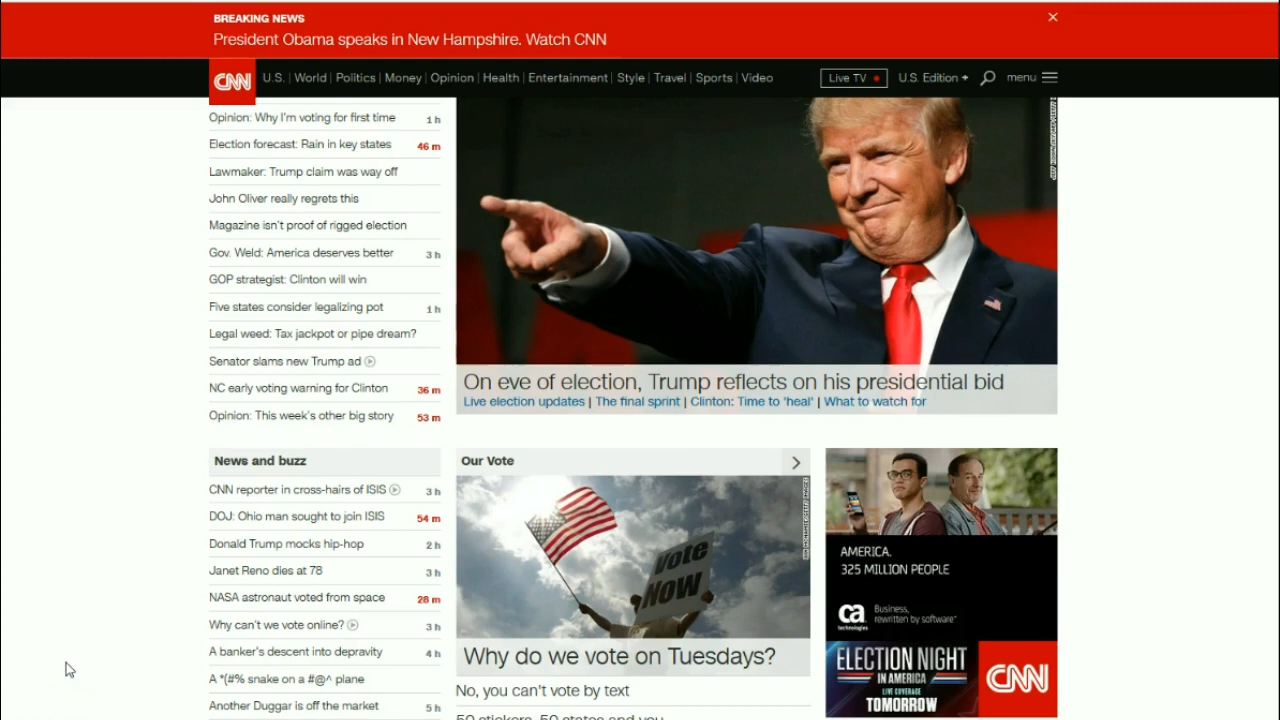 BREAKING NEWS
President Obama speaks in New Hampshire. Watch CNN
CNN
U.S. | World | Politics | Money | Opinion | Health | Entertainment | Style | Travel | Sports | Video
Live TV
U.S. Edition +
menu
Opinion: Why I'm voting for first time 1 h
Election forecast: Rain in key states 46 m
Lawmaker: Trump claim was way off
John Oliver really regrets this
Magazine isn't proof of rigged election
Gov. Weld: America deserves better 3 h
GOP strategist: Clinton will win
Five states consider legalizing pot 1 h
Legal weed: Tax jackpot or pipe dream?
Senator slams new Trump ad
NC early voting warning for Clinton 36 m
Opinion: This week's other big story 53 m
On eve of election, Trump reflects on his presidential bid
Live election updates | The final sprint | Clinton: Time to 'heal' | What to watch for
News and buzz
CNN reporter in cross-hairs of ISIS 3 h
DOJ: Ohio man sought to join ISIS 54 m
Donald Trump mocks hip-hop 2 h
Janet Reno dies at 78 3 h
NASA astronaut voted from space 28 m
Why can't we vote online? 3 h
A banker's descent into depravity 4 h
A *(#% snake on a #@^ plane
Another Duggar is off the market 5 h
Our Vote
Vote
NOW
Why do we vote on Tuesdays?
No, you can't vote by text
50 stickers, 50 states and you
AMERICA.
325 MILLION PEOPLE
ca
technologies
Business,
rewritten by software™
ELECTION NIGHT
IN AMERICA
LIVE COVERAGE
TOMORROW
CNN